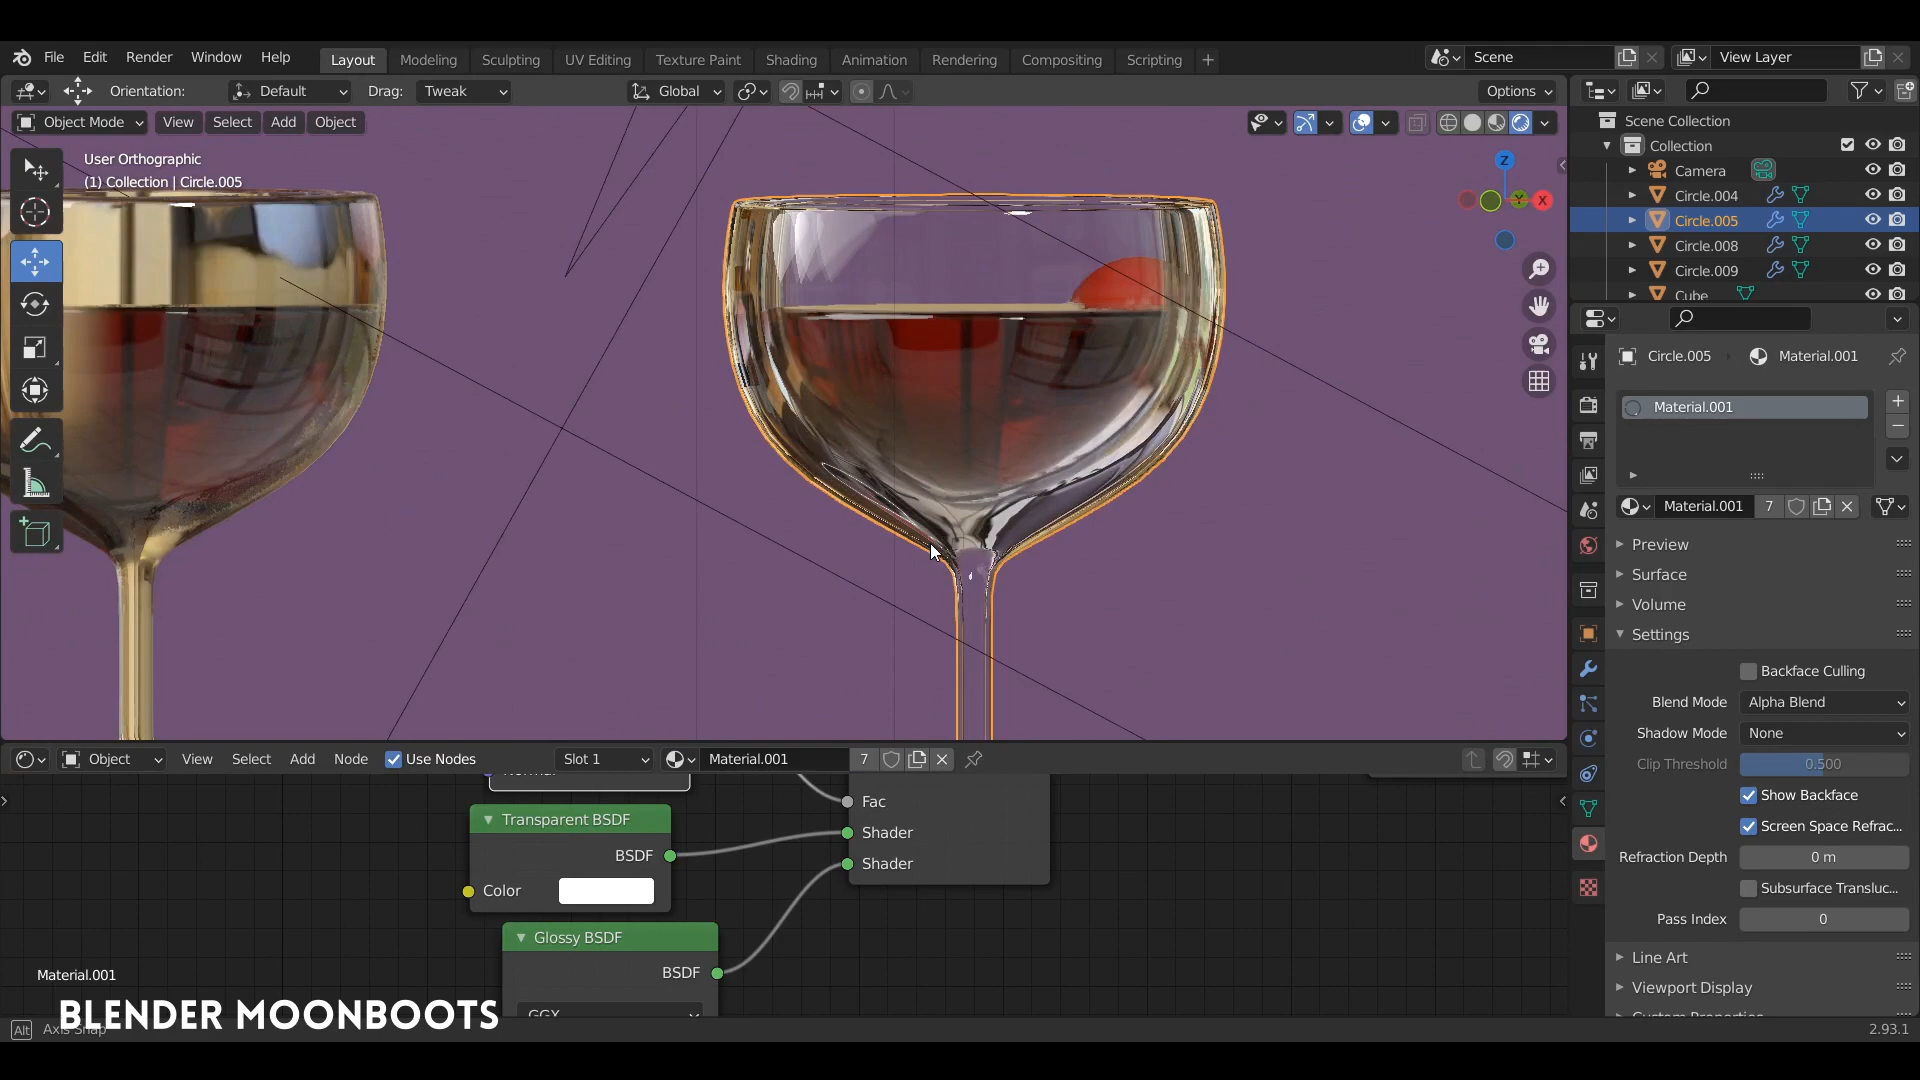 File Edit Render Window Help Layout Modeling Sculpting UV Editing Texture Paint Shading Animation Rendering Compositing Scripting + Scene View Layer
Orientation: Default Drag: Tweak Global Options
Object Mode View Select Add Object
User Orthographic
(1) Collection | Circle.005
Z
Y
X
Scene Collection
Collection
Camera
Circle.004
Circle.005
Circle.008
Circle.009
Cube
Circle.005 Material.001
Material.001
Material.001 7
Preview
Surface
Volume
Settings
Backface Culling
Blend Mode Alpha Blend
Shadow Mode None
Clip Threshold 0.500
Show Backface
Screen Space Refrac...
Refraction Depth 0 m
Subsurface Transluc...
Pass Index 0
Line Art
Viewport Display
Object View Select Add Node Use Nodes Slot 1 Material.001 7
Fac
Transparent BSDF
Shader
BSDF
Shader
Color
Glossy BSDF
BSDF
GGX
Material.001
BLENDER MOONBOOTS
Alt Axis Snap
2.93.1